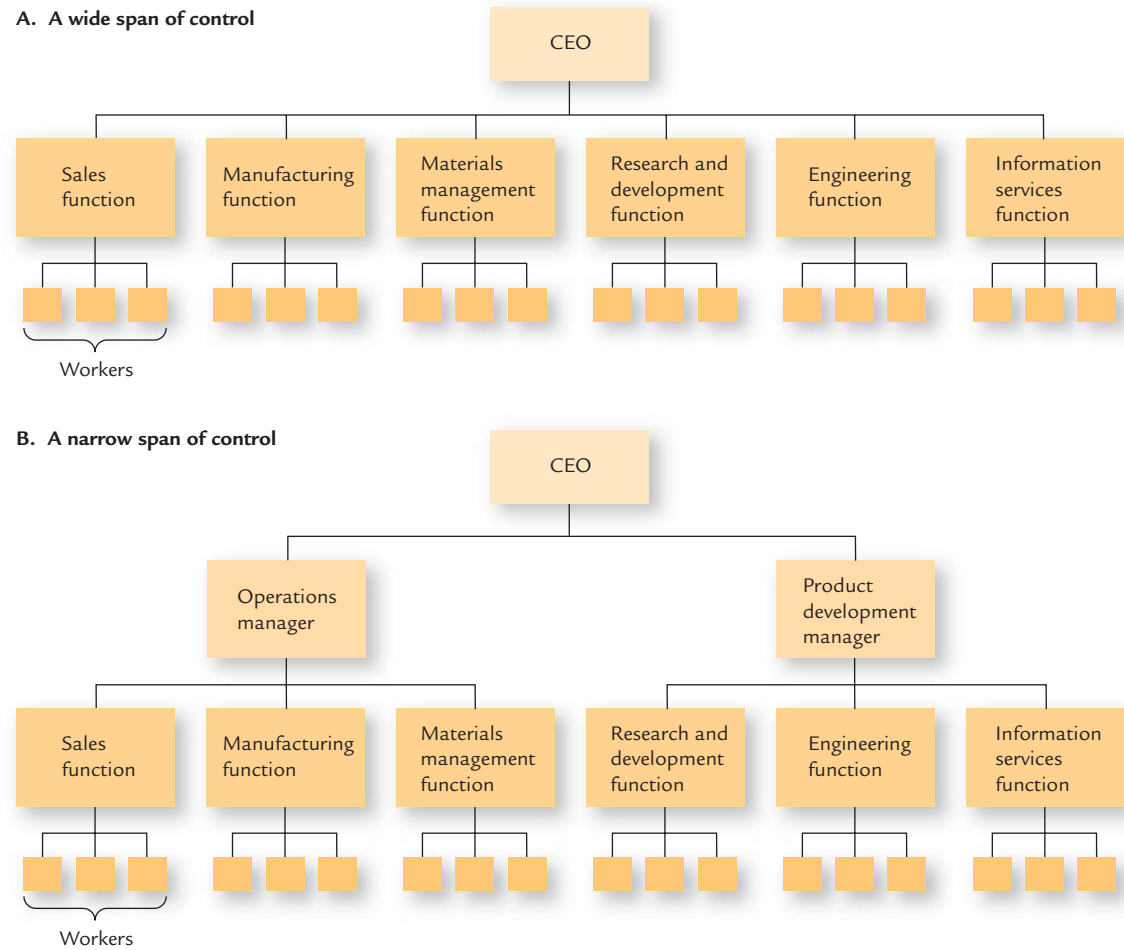 A. A wide span of control
CEO
Sales
function
Manufacturing
function
Materials
management
function
Research and
development
function
Engineering
function
Information
services
function
Workers
B. A narrow span of control
CEO
Operations
manager
Product
development
manager
Sales
function
Manufacturing
function
Materials
management
function
Research and
development
function
Engineering
function
Information
services
function
Workers